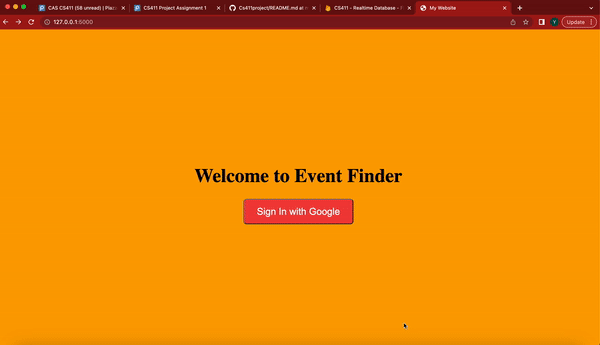 CAS CS411 (58 unread) | Piazz
CS411 Project Assignment 1
Cs411project/README.md at m
CS411 - Realtime Database - F
My Website
127.0.0.1:5000
Y
Update
Welcome to Event Finder
Sign In with Google